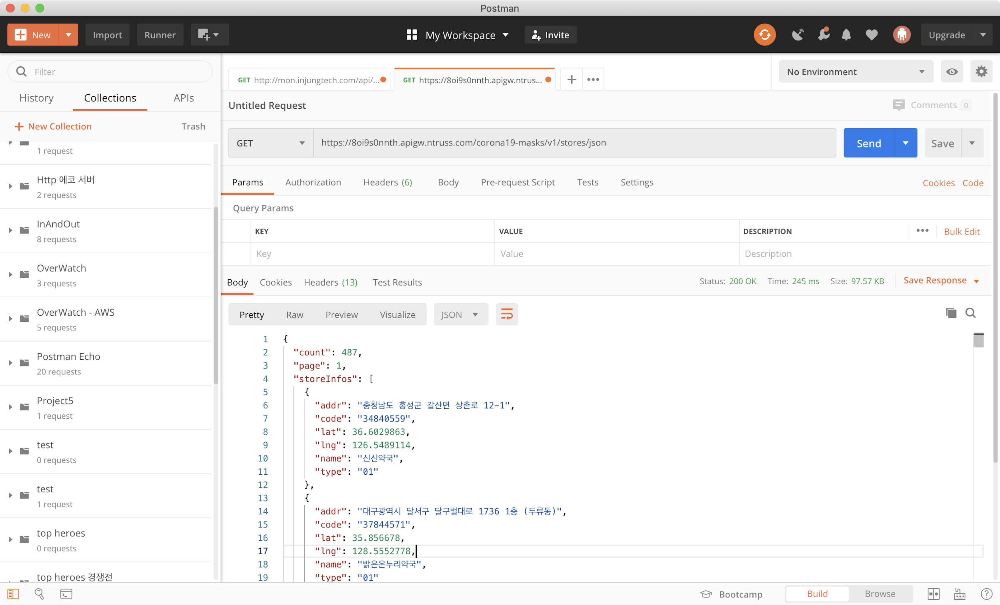 Postman
New
Import
Runner
My Workspace
Invite
Upgrade
Filter
History
Collections
APIs
New Collection
Trash
1 request
Http 에코 서버
2 requests
InAndOut
8 requests
OverWatch
3 requests
OverWatch - AWS
5 requests
Postman Echo
20 requests
Project5
1 request
test
0 requests
test
1 request
top heroes
0 requests
top heroes 경쟁전
GET http://mon.injungtech.com/api/...
GET https://8oi9s0nnth.apigw.ntrus...
No Environment
Untitled Request
Comments 0
GET
https://8oi9s0nnth.apigw.ntruss.com/corona19-masks/v1/stores/json
Send
Save
Params
Authorization
Headers (6)
Body
Pre-request Script
Tests
Settings
Cookies
Code
Query Params
KEY
VALUE
DESCRIPTION
Bulk Edit
Key
Value
Description
Body
Cookies
Headers (13)
Test Results
Status: 200 OK
Time: 245 ms
Size: 97.57 KB
Save Response
Pretty
Raw
Preview
Visualize
JSON
1 {
2 "count": 487,
3 "page": 1,
4 "storeInfos": [
5 {
6 "addr": "충청남도 홍성군 갈산면 상촌로 12-1",
7 "code": "34840559",
8 "lat": 36.6029863,
9 "lng": 126.5489114,
10 "name": "신신약국",
11 "type": "01"
12 },
13 {
14 "addr": "대구광역시 달서구 달구벌대로 1736 1층 (두류동)",
15 "code": "37844571",
16 "lat": 35.856678,
17 "lng": 128.5552778,
18 "name": "밝은온누리약국",
19 "type": "01"
Bootcamp
Build
Browse